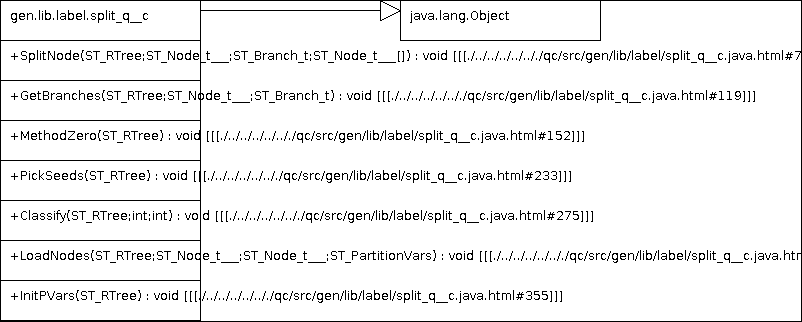 gen.lib.label.split_q__c
java.lang.Object
+SplitNode(ST_RTree;ST_Node_t___;ST_Branch_t;ST_Node_t___[]) : void [[[./../../../../../qc/src/gen/lib/label/split_q__c.java.html#7
+GetBranches(ST_RTree;ST_Node_t___;ST_Branch_t) : void [[[./../../../../../qc/src/gen/lib/label/split_q__c.java.html#119]]]
+MethodZero(ST_RTree) : void [[[./../../../../../qc/src/gen/lib/label/split_q__c.java.html#152]]]
+PickSeeds(ST_RTree) : void [[[./../../../../../qc/src/gen/lib/label/split_q__c.java.html#233]]]
+Classify(ST_RTree;int;int) : void [[[./../../../../../qc/src/gen/lib/label/split_q__c.java.html#275]]]
+LoadNodes(ST_RTree;ST_Node_t___;ST_Node_t___;ST_PartitionVars) : void [[[./../../../../../qc/src/gen/lib/label/split_q__c.java.htm
+InitPVars(ST_RTree) : void [[[./../../../../../qc/src/gen/lib/label/split_q__c.java.html#355]]]